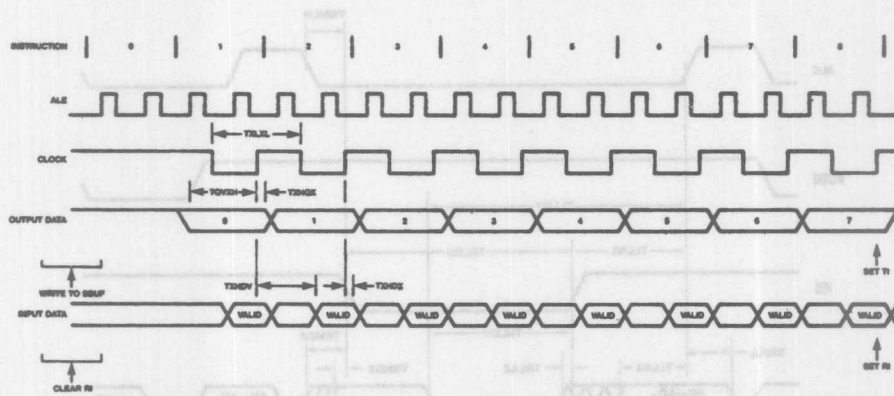 INSTRUCTION 0 1 2 3 4 5 6 7 8
ALE
TXLXL
CLOCK
TQVXH TXHQX
OUTPUT DATA 0 1 2 3 4 5 6 7
WRITE TO SBUF TXHDV TXHDX SET TI
INPUT DATA VALID VALID VALID VALID VALID VALID VALID VALID
CLEAR RI SET RI